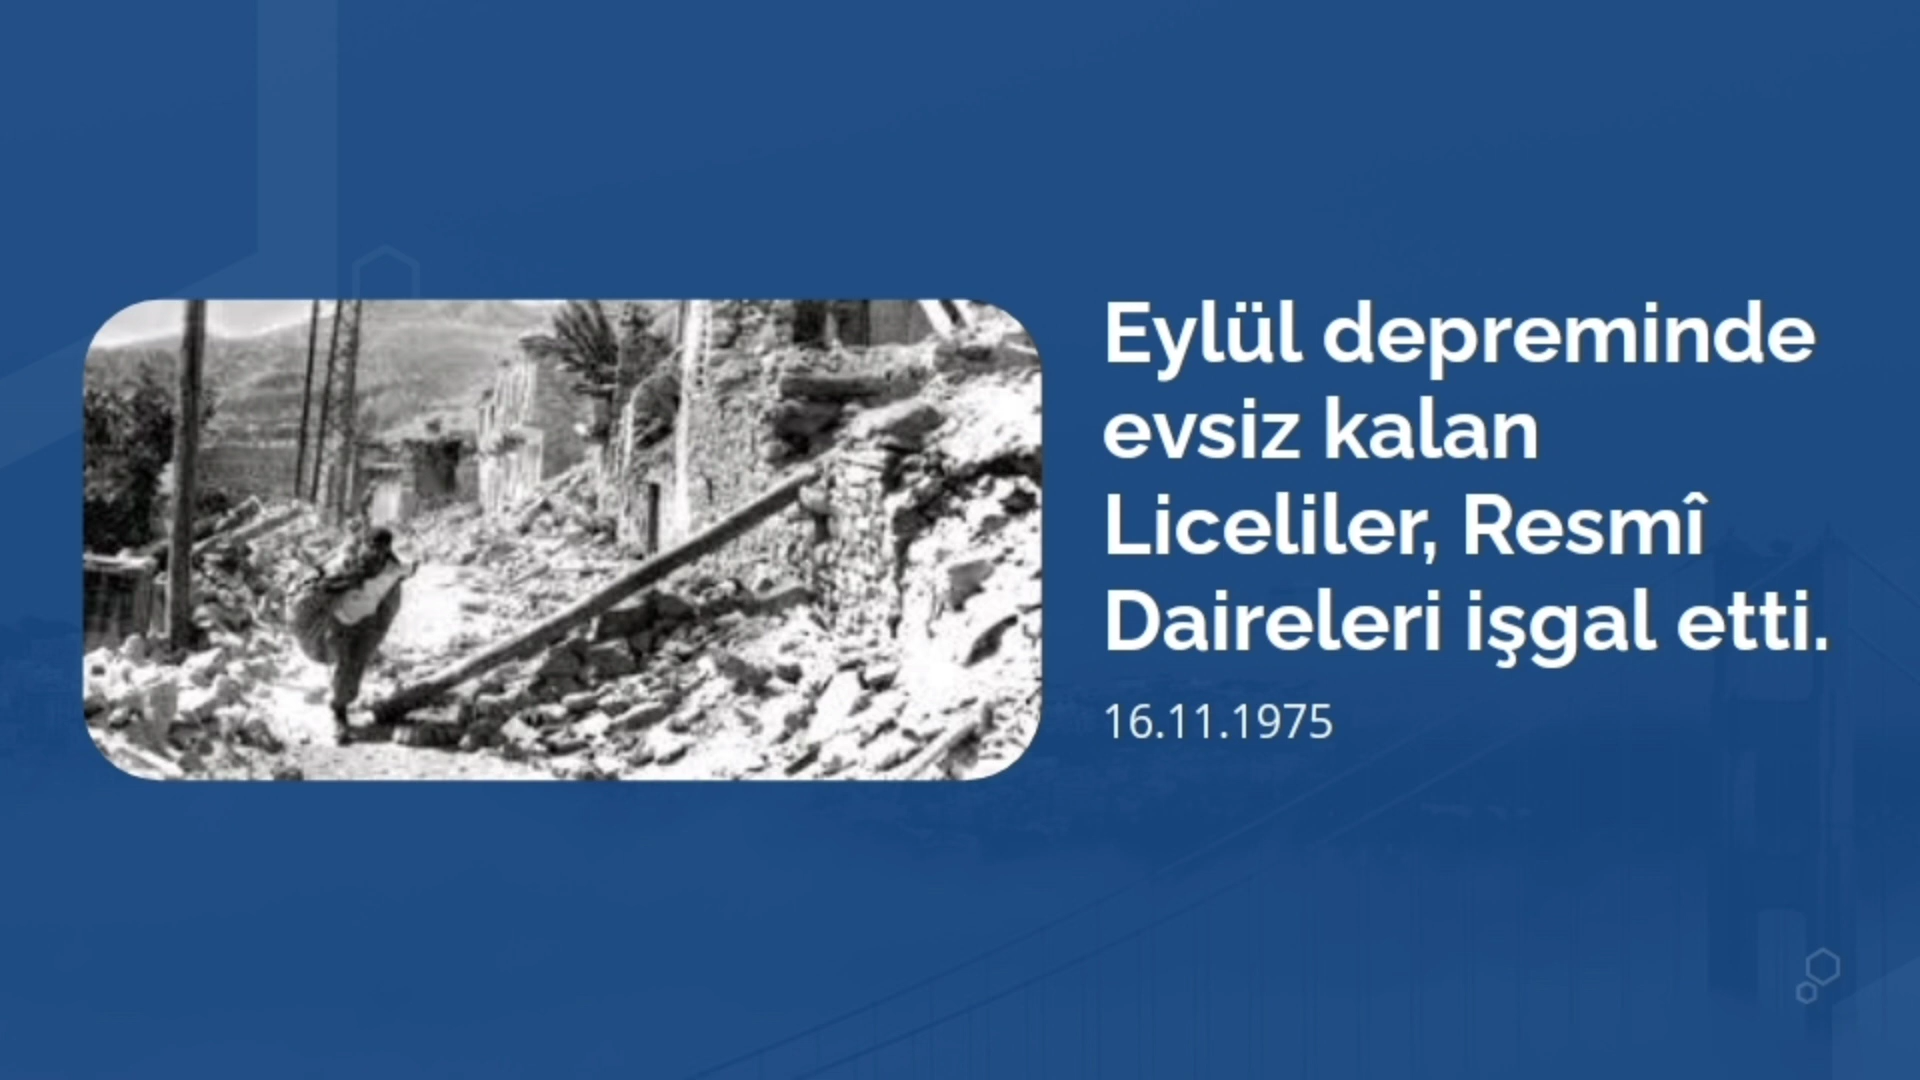 Eylül depreminde
evsiz kalan
Liceliler, Resmî
Daireleri işgal etti.
16.11.1975